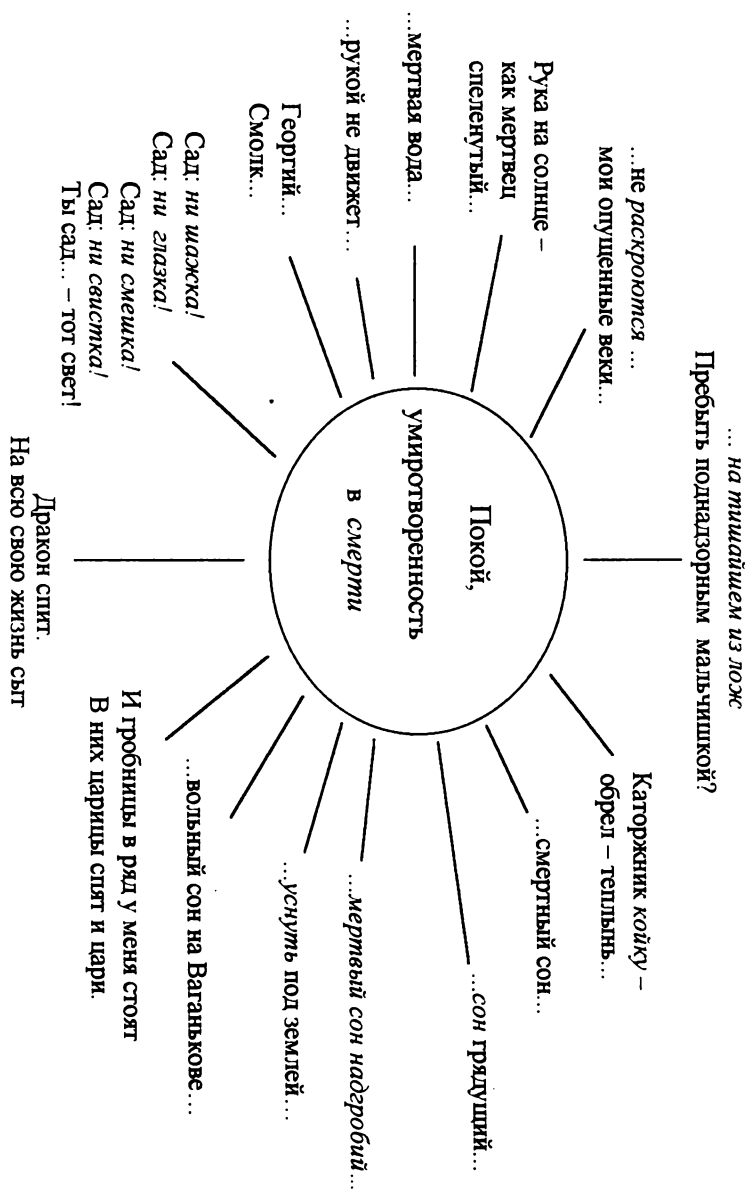 … на тишайшем из лож
Пребыть поднадзорным мальчишкой?
…не раскроются …
мои опущенные веки…
Рука на солнце –
как мертвец
спеленутый…
…мертвая вода…
…рукой не движет…
Георгий…
Смолк…
Сад: ни шажка!
Сад: ни глазка!
Сад: ни смешка!
Сад: ни свистка!
Ты сад… – тот свет!
Покой,
умиротворенность
в смерти
Каторжник койку –
обрел – теплынь…
…смертный сон…
…сон грядущий…
…мертвый сон надгробий…
…уснуть под землей…
…вольный сон на Ваганькове…
И гробницы в ряд у меня стоят
В них царицы спят и цари.
Дракон спит.
На всю свою жизнь сыт